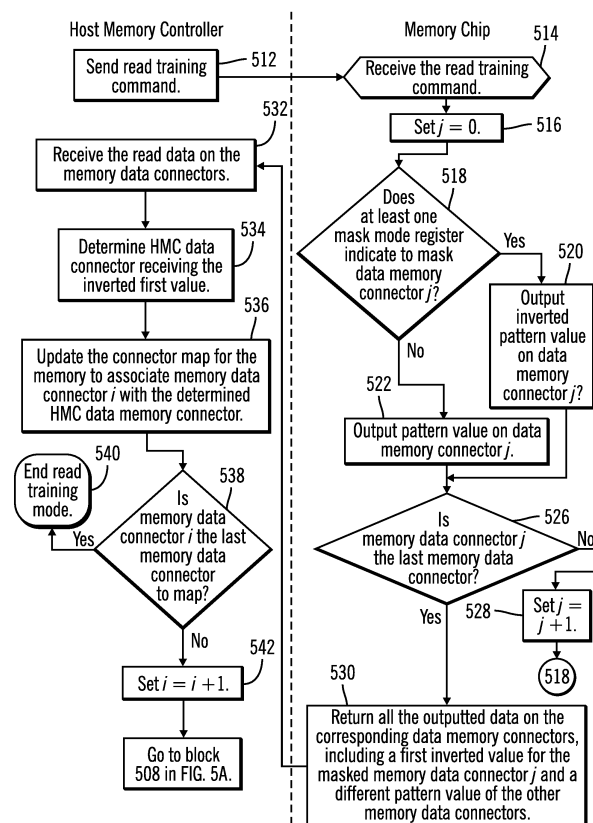 Host Memory Controller
Memory Chip
Send read training
command.
512
Receive the read training
command.
514
Set j = 0.
516
532
Receive the read data on the
memory data connectors.
518
Does
at least one
mask mode register
indicate to mask
data memory
connector j?
Yes
No
520
Output
inverted
pattern value
on data
memory
connector j?
534
Determine HMC data
connector receiving the
inverted first value.
536
Update the connector map for the
memory to associate memory data
connector i with the determined
HMC data memory connector.
522
Output pattern value on data
memory connector j.
540
End read
training
mode.
538
Is
memory data
connector i the last
memory data
connector
to map?
Yes
No
526
Is
memory data connector j
the last memory data
connector?
No
Yes
528
Set j =
j + 1.
518
542
Set i = i + 1.
Go to block
508 in FIG. 5A.
530
Return all the outputted data on the
corresponding data memory connectors,
including a first inverted value for the
masked memory data connector j and a
different pattern value of the other
memory data connectors.